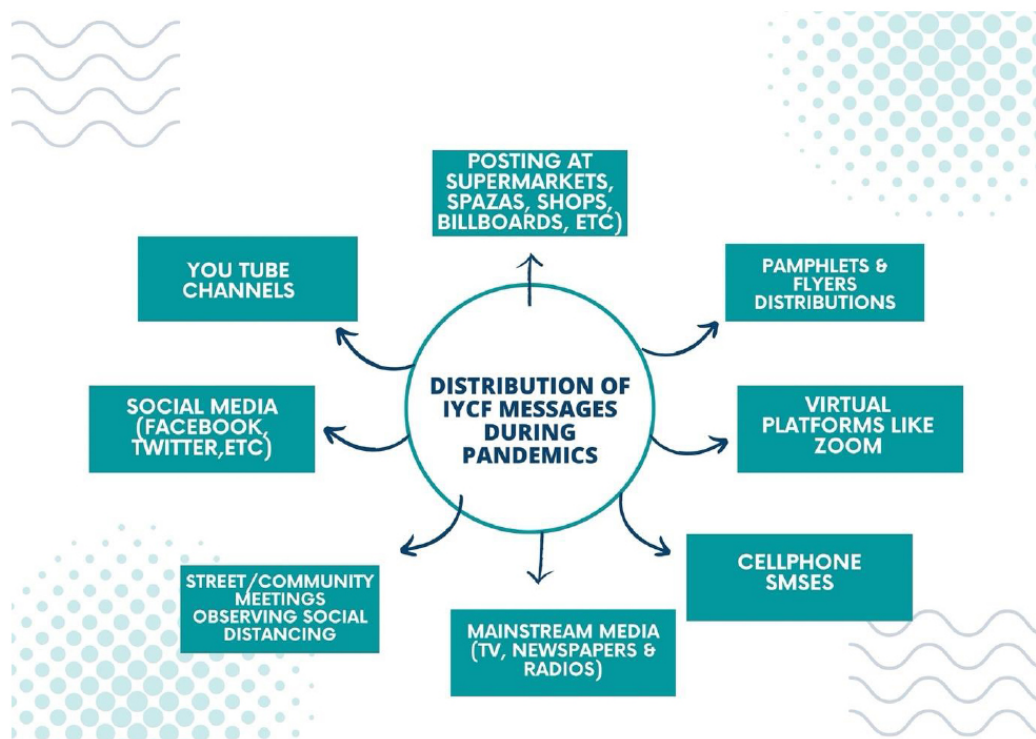 POSTING AT
SUPERMARKETS,
SPAZAS, SHOPS,
BILLBOARDS, ETC)
YOU TUBE
CHANNELS
PAMPHLETS &
FLYERS
DISTRIBUTIONS
DISTRIBUTION OF
IYCF MESSAGES
DURING
PANDEMICS
SOCIAL MEDIA
(FACEBOOK,
TWITTER,ETC)
VIRTUAL
PLATFORMS LIKE
ZOOM
STREET/COMMUNITY
MEETINGS
OBSERVING SOCIAL
DISTANCING
CELLPHONE
SMSES
MAINSTREAM MEDIA
(TV, NEWSPAPERS &
RADIOS)